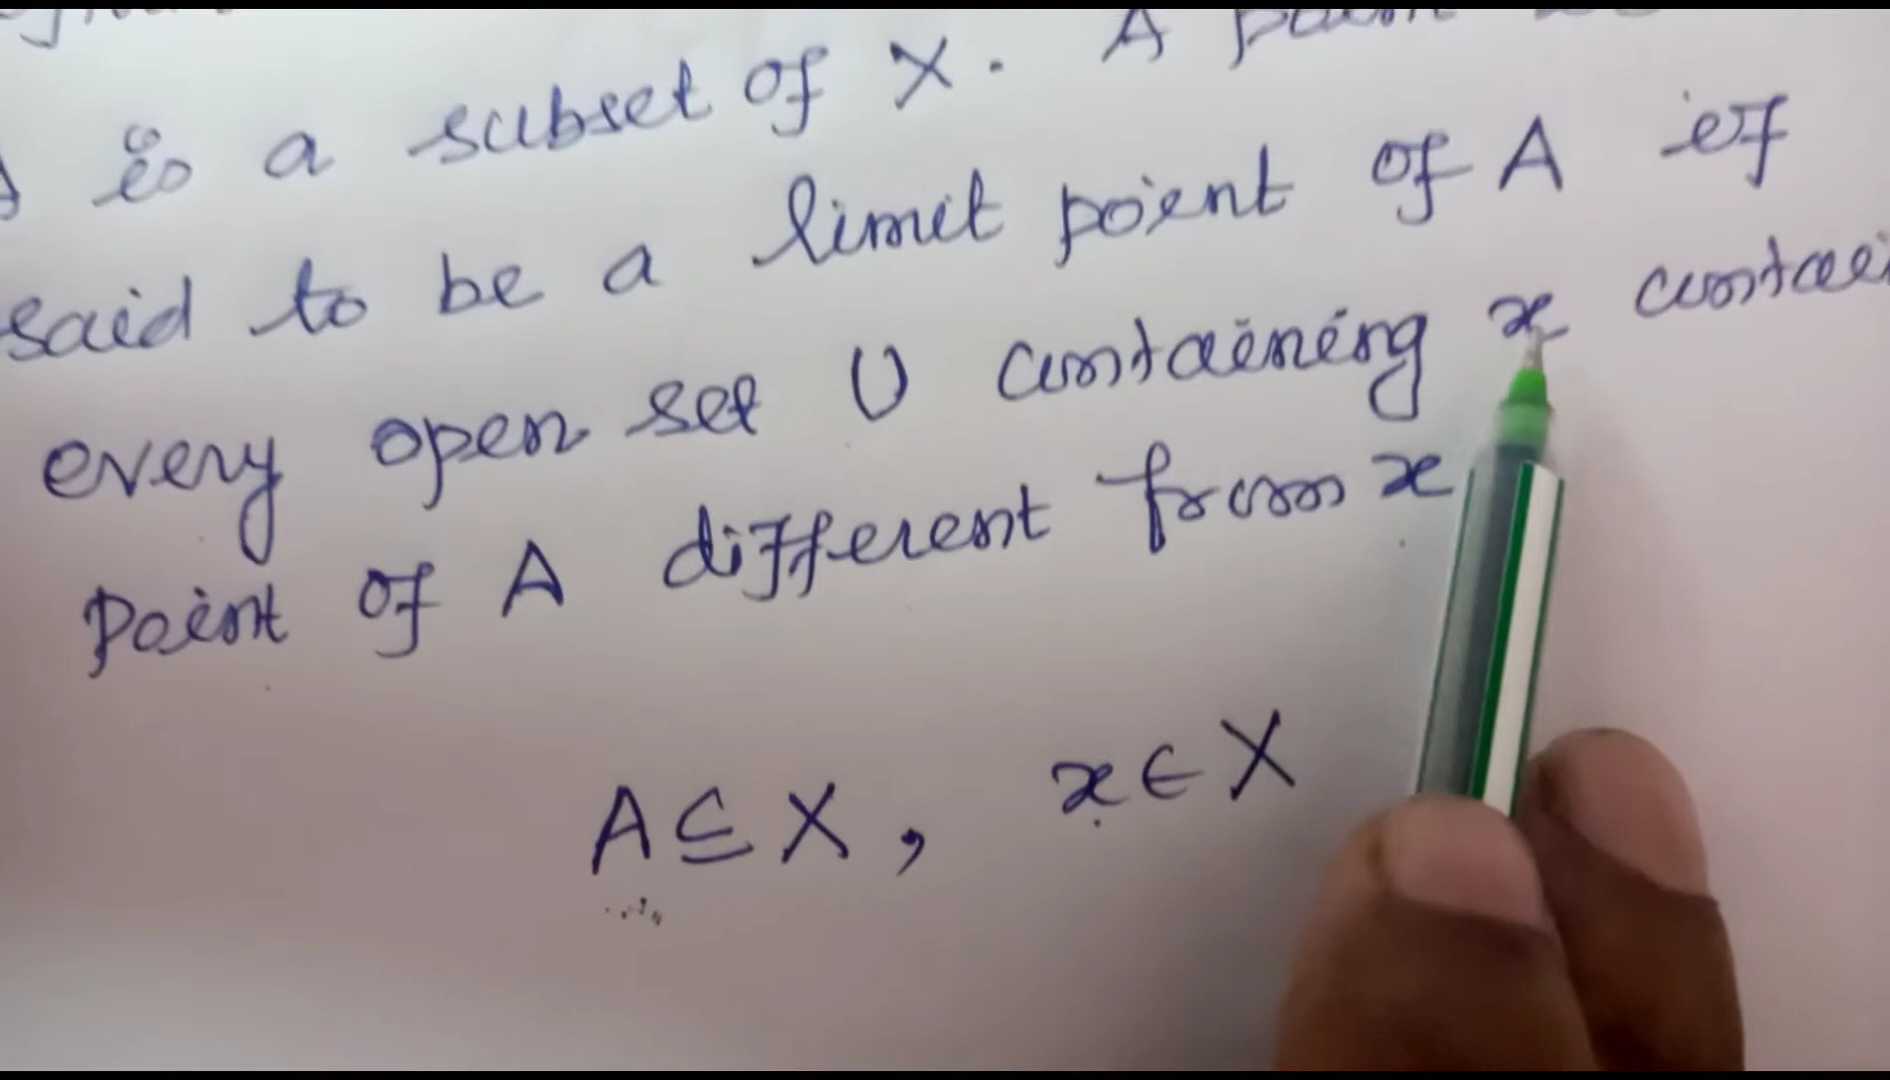 is a subset of X. A
said to be a limit point of A if
every open set U containing x
point of A different from x
A ⊆ X, x ∈ X